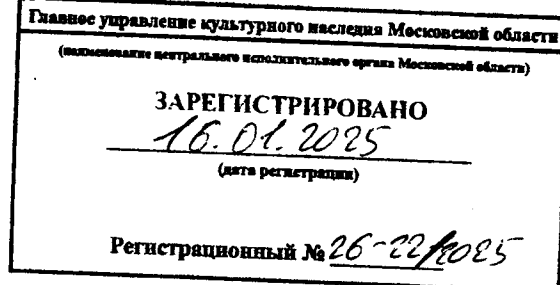 Главное управление культурного наследия Московской области
(наименование центрального исполнительного органа Московской области)
ЗАРЕГИСТРИРОВАНО
16.01.2025
(дата регистрации)
Регистрационный № 26-22/2025